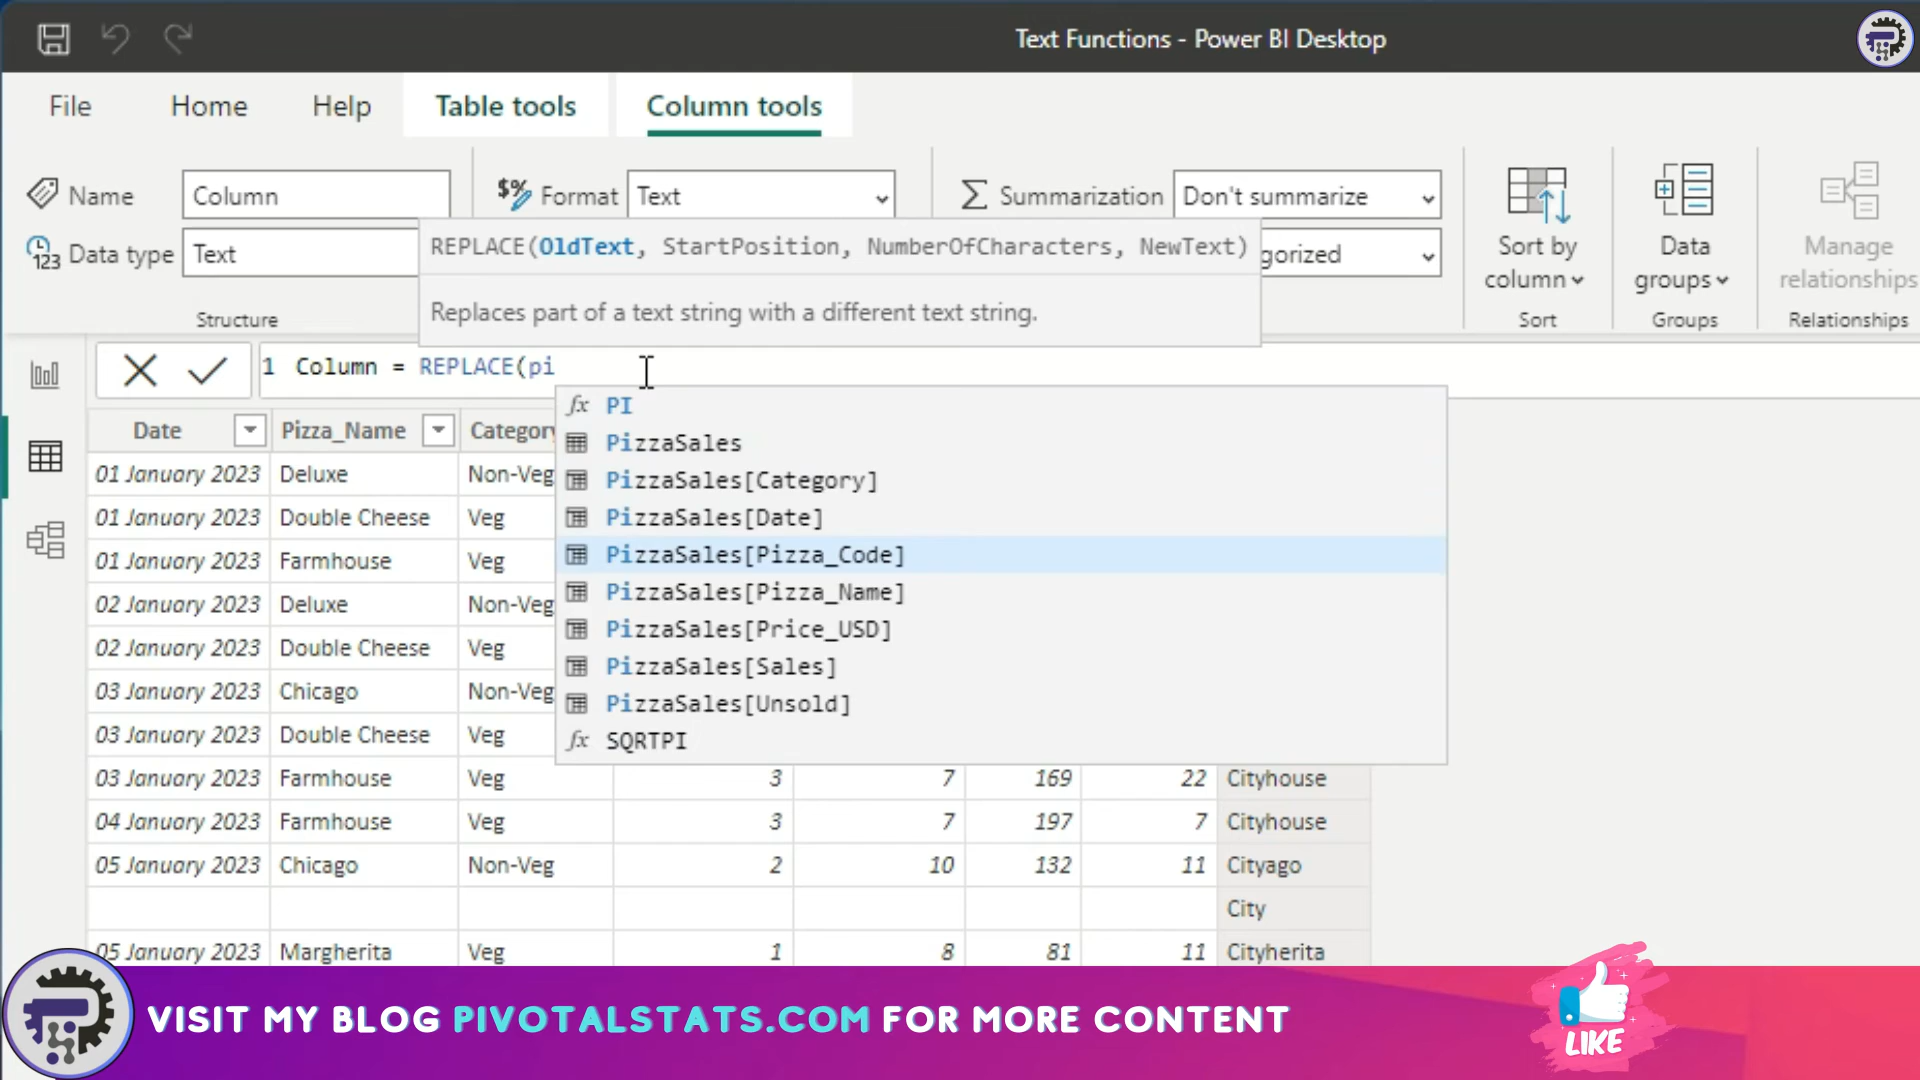 Text Functions - Power BI Desktop
File Home Help Table tools Column tools
Name Column $% Format Text Σ Summarization Don't summarize
123 Data type Text gorized
Sort by column Data groups Manage relationships
Structure Sort Groups Relationships
REPLACE(OldText, StartPosition, NumberOfCharacters, NewText)
Replaces part of a text string with a different text string.
1 Column = REPLACE(pi
fx PI
PizzaSales
PizzaSales[Category]
PizzaSales[Date]
PizzaSales[Pizza_Code]
PizzaSales[Pizza_Name]
PizzaSales[Price_USD]
PizzaSales[Sales]
PizzaSales[Unsold]
fx SQRTPI
Date Pizza_Name Category
01 January 2023 Deluxe Non-Veg
01 January 2023 Double Cheese Veg
01 January 2023 Farmhouse Veg
02 January 2023 Deluxe Non-Veg
02 January 2023 Double Cheese Veg
03 January 2023 Chicago Non-Veg
03 January 2023 Double Cheese Veg
03 January 2023 Farmhouse Veg 3 7 169 22 Cityhouse
04 January 2023 Farmhouse Veg 3 7 197 7 Cityhouse
05 January 2023 Chicago Non-Veg 2 10 132 11 Cityago
City
05 January 2023 Margherita Veg 1 8 81 11 Cityherita
VISIT MY BLOG PIVOTALSTATS.COM FOR MORE CONTENT
LIKE